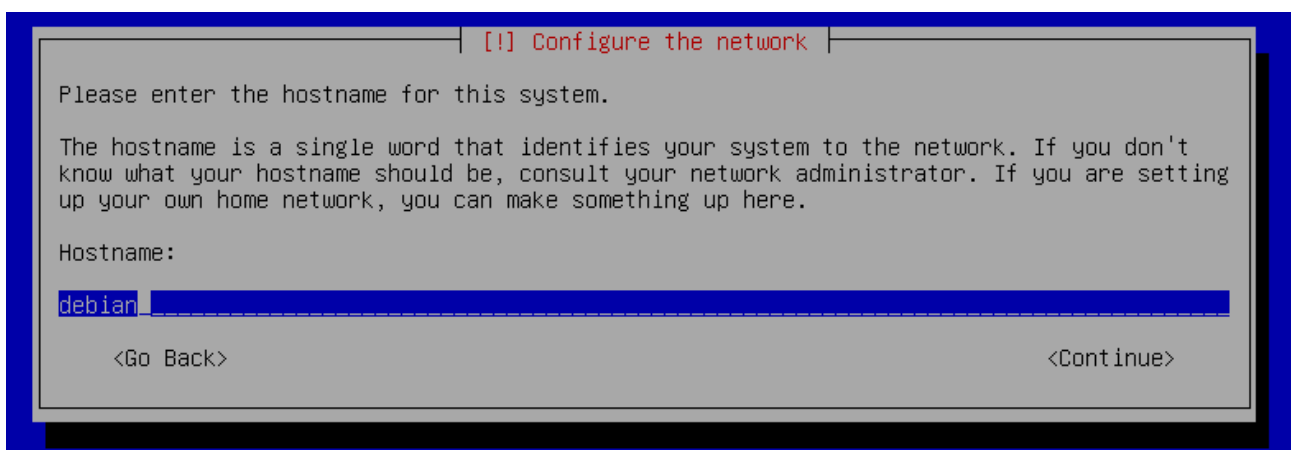 [!] Configure the network
Please enter the hostname for this system.
The hostname is a single word that identifies your system to the network. If you don't
know what your hostname should be, consult your network administrator. If you are setting
up your own home network, you can make something up here.
Hostname:
debian
<Go Back> <Continue>